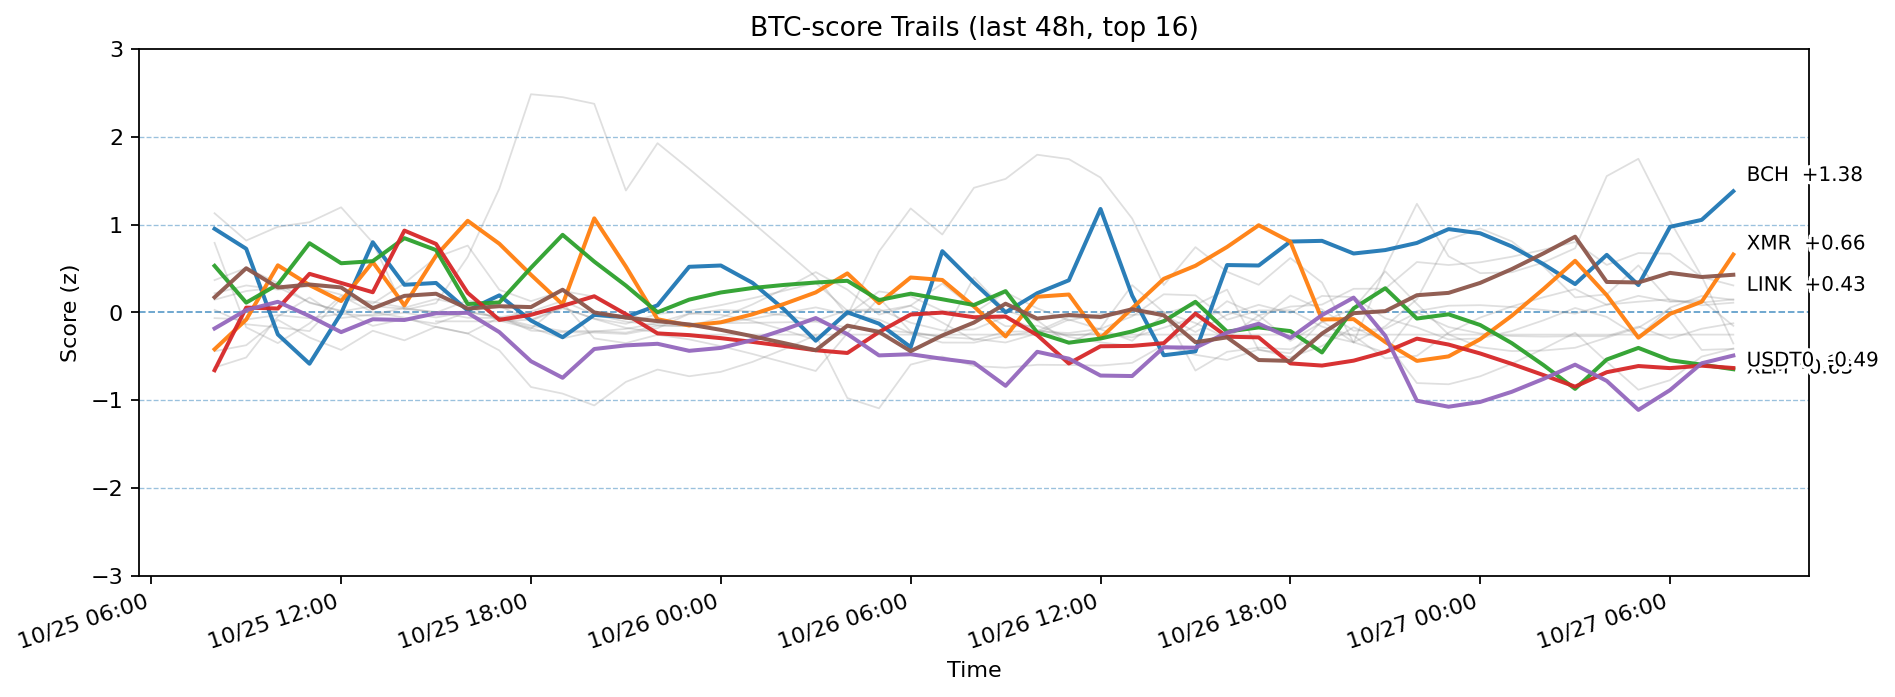 BTC-score Trails (last 48h, top 16)
Score (z)
3
2
1
0
−1
−2
−3
BCH +1.38
XMR +0.66
LINK +0.43
USDT0 -0.49
10/25 06:00
10/25 12:00
10/25 18:00
10/26 00:00
10/26 06:00
10/26 12:00
10/26 18:00
10/27 00:00
10/27 06:00
Time